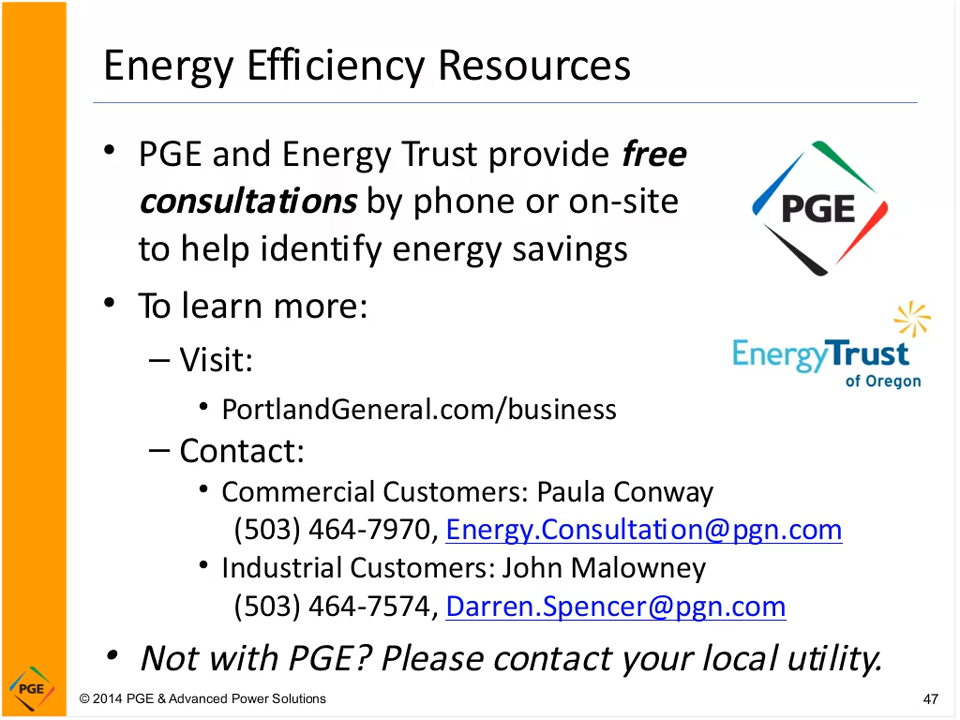 Energy Efficiency Resources
• PGE and Energy Trust provide free
consultations by phone or on-site
to help identify energy savings
PGE
• To learn more:
EnergyTrust
of Oregon
– Visit:
• PortlandGeneral.com/business
– Contact:
• Commercial Customers: Paula Conway
(503) 464-7970, Energy.Consultation@pgn.com
• Industrial Customers: John Malowney
(503) 464-7574, Darren.Spencer@pgn.com
• Not with PGE? Please contact your local utility.
PGE
© 2014 PGE & Advanced Power Solutions
47